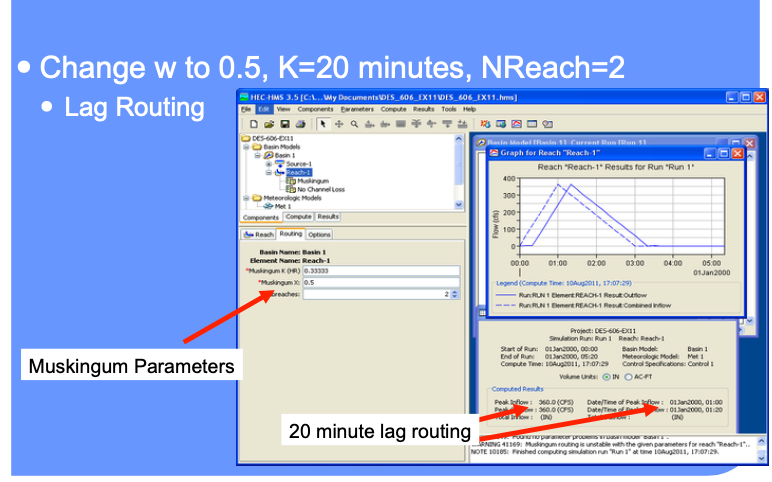 • Change w to 0.5, K=20 minutes, NReach=2
• Lag Routing
HEC-HMS 3.5 [C:\...\My Documents\DES_606_EX11\DES_606_EX11.hms]
File Edit View Components Parameters Compute Results Tools Help
DES-606-EX11
Basin Models
Basin 1
Source-1
Reach-1
Muskingum
No Channel Loss
Meteorologic Models
Met 1
Components Compute Results
Reach Routing Options
Basin Name: Basin 1
Element Name: Reach-1
*Muskingum K (HR) 0.33333
*Muskingum X: 0.5
breaches: 2
Basin Model [Basin 1] Current Run [Run 1]
Graph for Reach "Reach-1"
Reach "Reach-1" Results for Run "Run 1"
Flow (cfs)
400
300
200
100
0
00:00 01:00 02:00 03:00 04:00 05:00
01Jan2000
Legend (Compute Time: 10Aug2011, 17:07:29)
Run:RUN 1 Element:REACH-1 Result:Outflow
Run:RUN 1 Element:REACH-1 Result:Combined Inflow
Project: DES-606-EX11
Simulation Run: Run 1 Reach: Reach-1
Start of Run: 01Jan2000, 00:00 Basin Model: Basin 1
End of Run: 01Jan2000, 05:20 Meteorologic Model: Met 1
Compute Time: 10Aug2011, 17:07:29 Control Specifications: Control 1
Volume Units: IN AC-FT
Computed Results
Peak Inflow : 360.0 (CFS) Date/Time of Peak Inflow : 01Jan2000, 01:00
360.0 (CFS) Date/Time of Peak 01Jan2000, 01:20
Total Inflow : (IN) (IN)
Muskingum Parameters
20 minute lag routing
Found no parameter problems in basin model "Basin 1".
WARNING 41169: Muskingum routing is unstable with the given parameters for reach "Reach-1"..
NOTE 10185: Finished computing simulation run "Run 1" at time 10Aug2011, 17:07:29.